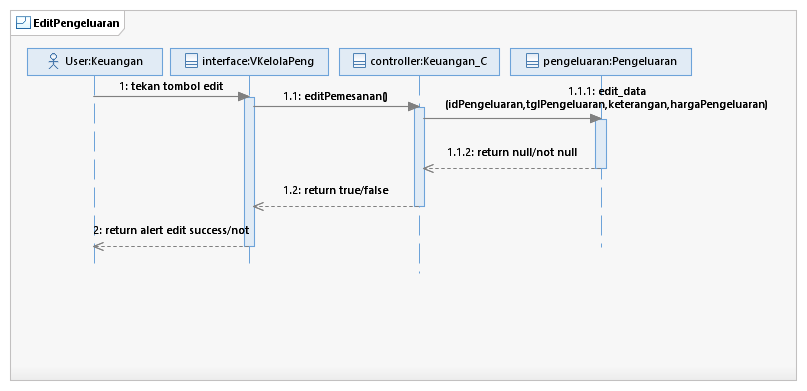 EditPengeluaran
User:Keuangan
interface:VKelolaPeng
controller:Keuangan_C
pengeluaran:Pengeluaran
1: tekan tombol edit
1.1: editPemesanan()
1.1.1: edit_data
(idPengeluaran,tglPengeluaran,keterangan,hargaPengeluaran)
1.1.2: return null/not null
1.2: return true/false
2: return alert edit success/not